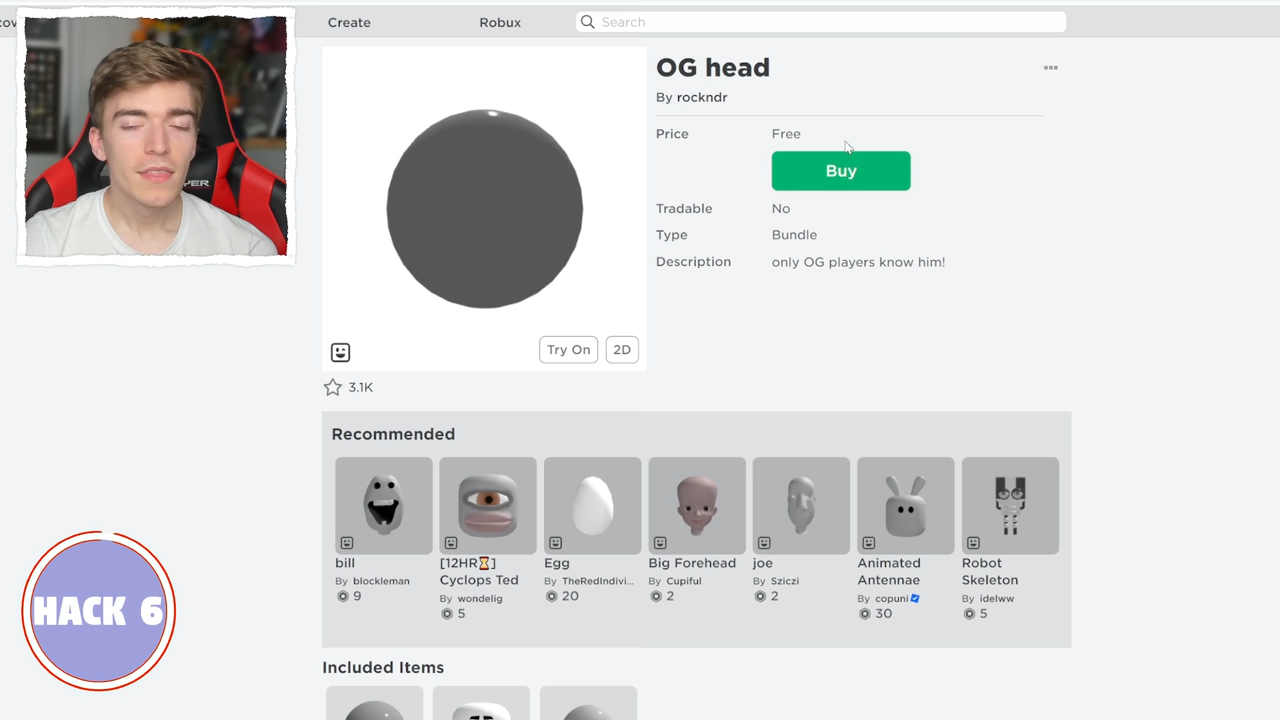 Create
Robux
Search
OG head
By rockndr
Price
Free
Buy
Tradable
No
Type
Bundle
Description
only OG players know him!
Try On
2D
3.1K
Recommended
bill
By blockleman
9
[12HR⌛]
Cyclops Ted
By wondelig
5
Egg
By TheRedIndivi...
20
Big Forehead
By Cupiful
2
joe
By Sziczi
2
Animated
Antennae
By copuni
30
Robot
Skeleton
By idelww
5
Included Items
HACK 6